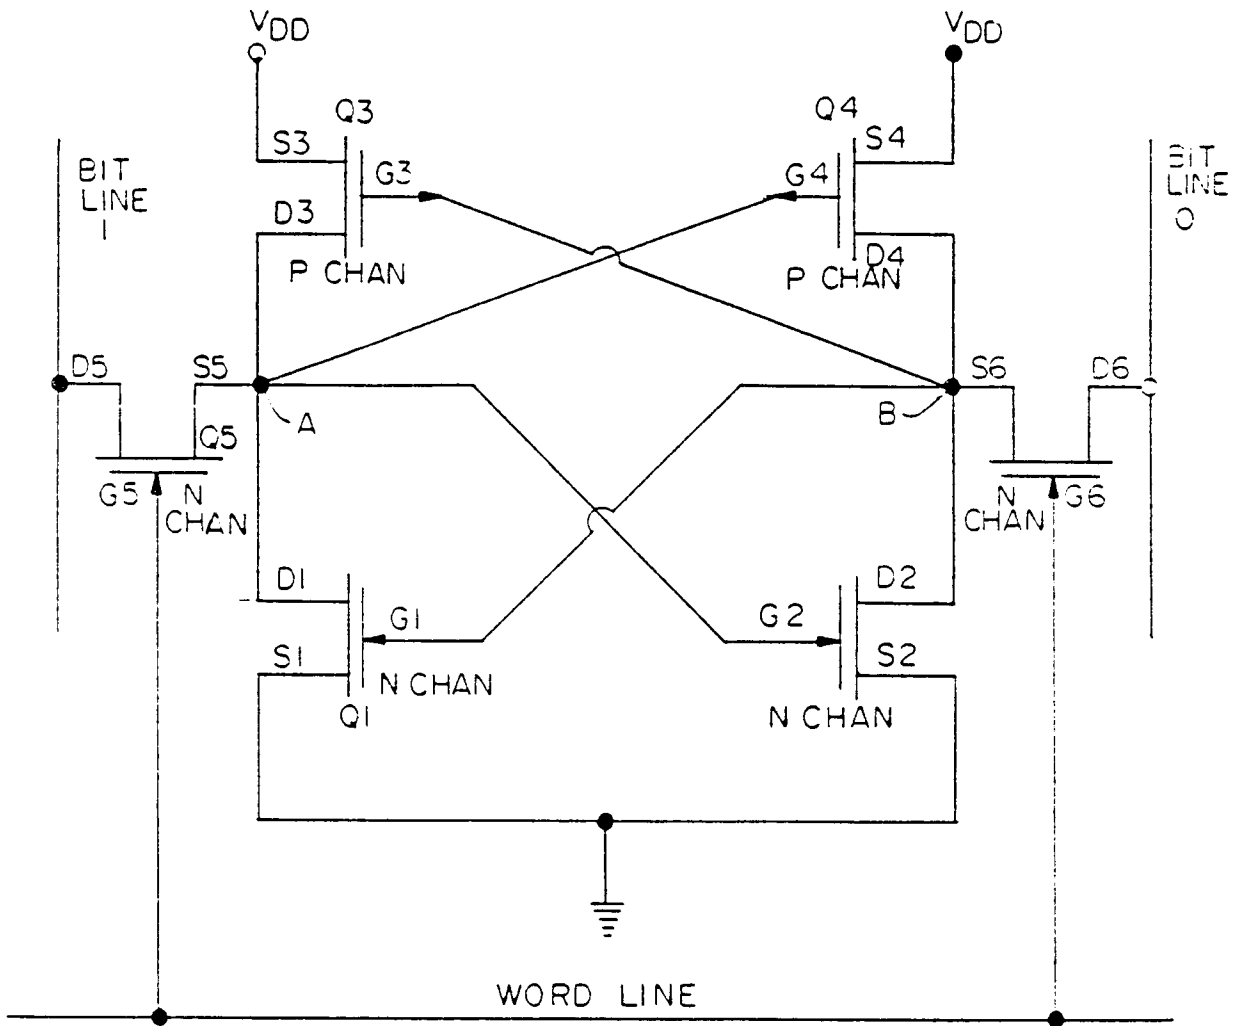 VDD
VDD
Q3
Q4
S3
S4
BIT
LINE
1
BIT
LINE
0
G3
G4
D3
D4
P CHAN
P CHAN
D5
S5
S6
D6
A
B
Q5
G5
N
CHAN
N
CHAN
G6
D1
D2
G1
G2
S1
S2
N CHAN
N CHAN
Q1
WORD LINE